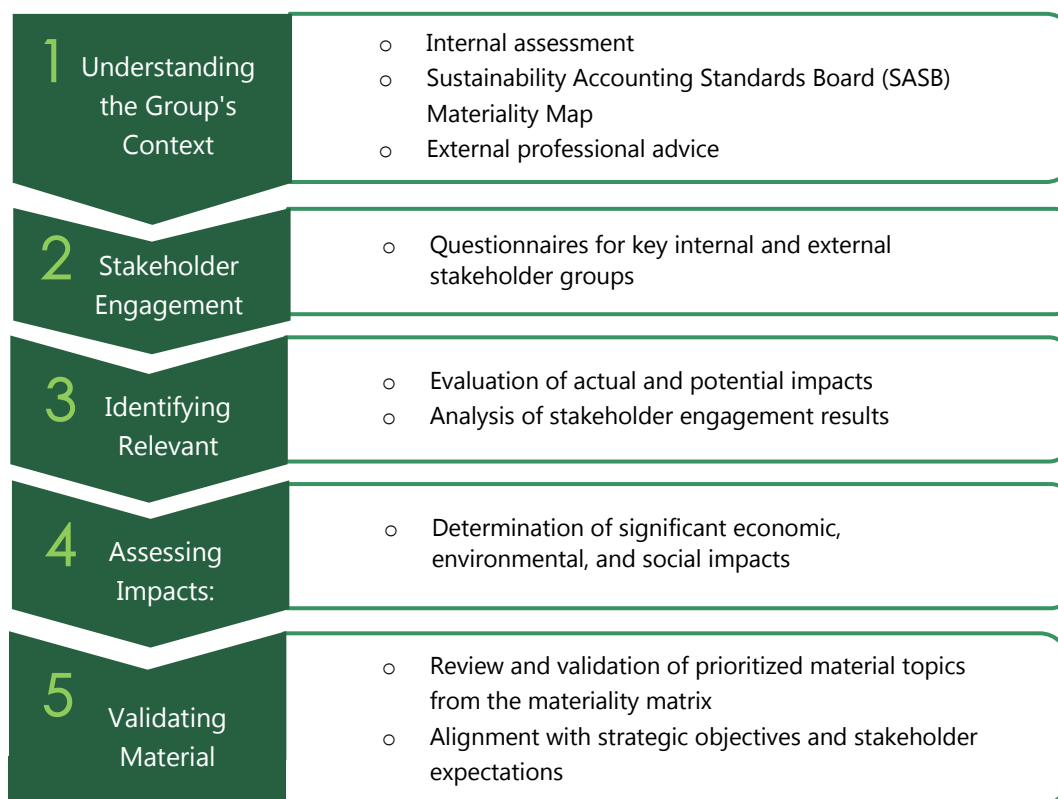 1 Understanding
the Group's
Context
o Internal assessment
o Sustainability Accounting Standards Board (SASB)
Materiality Map
o External professional advice
2 Stakeholder
Engagement
o Questionnaires for key internal and external
stakeholder groups
3 Identifying
Relevant
o Evaluation of actual and potential impacts
o Analysis of stakeholder engagement results
4 Assessing
Impacts:
o Determination of significant economic,
environmental, and social impacts
5 Validating
Material
o Review and validation of prioritized material topics
from the materiality matrix
o Alignment with strategic objectives and stakeholder
expectations